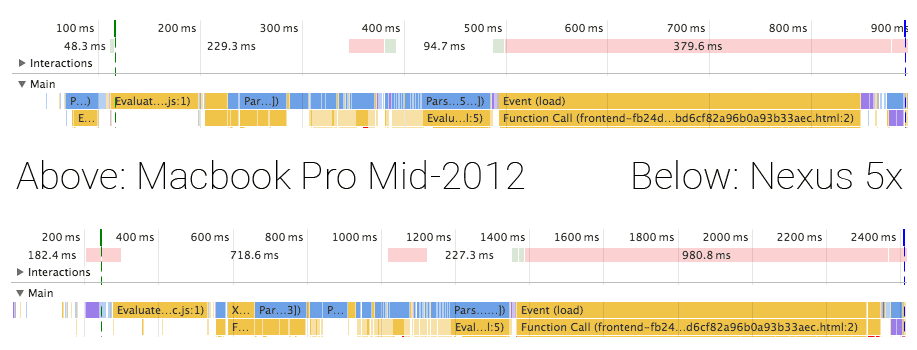 100 ms 200 ms 300 ms 400 ms 500 ms 600 ms 700 ms 800 ms 900 ms
48.3 ms 229.3 ms 94.7 ms 379.6 ms
Interactions
Main
P...) Evaluat....js:1) Par...]) Pars...5...]) Event (load)
E... Evalu...l:5) Function Call (frontend-fb24d...bd6cf82a96b0a93b33aec.html:2)
Above: Macbook Pro Mid-2012 Below: Nexus 5x
200 ms 400 ms 600 ms 800 ms 1000 ms 1200 ms 1400 ms 1600 ms 1800 ms 2000 ms 2200 ms 2400 ms
182.4 ms 718.6 ms 227.3 ms 980.8 ms
Interactions
Main
Evaluate...c.js:1) X... Par...3]) P... Pars......]) Event (load)
F... Eval...l:5) Function Call (frontend-fb24...d6cf82a96b0a93b33aec.html:2)